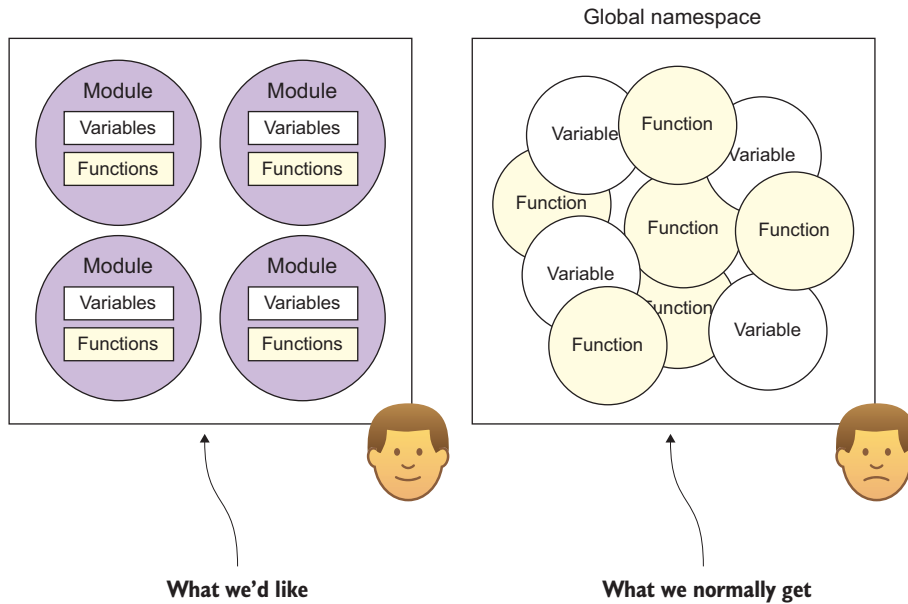 Global namespace
Module
Variables
Functions
Module
Variables
Functions
Module
Variables
Functions
Module
Variables
Functions
Variable
Function
Variable
Function
Function
Function
Variable
Function
Function
Variable
What we'd like
What we normally get